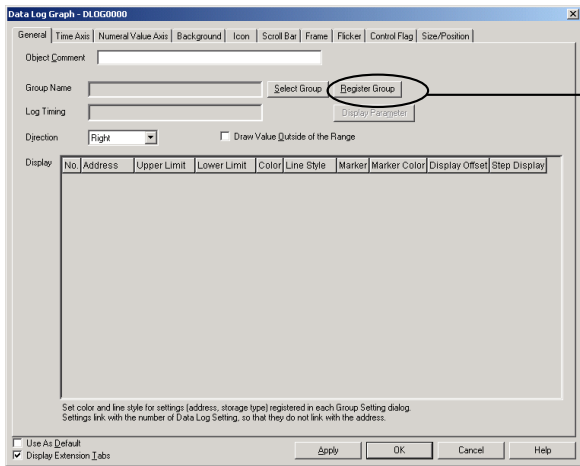 Data Log Graph - DLOG0000
General Time Axis Numeral Value Axis Background Icon Scroll Bar Frame Flicker Control Flag Size/Position
Object Comment
Group Name Select Group Register Group
Log Timing Display Parameter
Direction Right Draw Value Outside of the Range
Display No. Address Upper Limit Lower Limit Color Line Style Marker Marker Color Display Offset Step Display
Set color and line style for settings (address, storage type) registered in each Group Setting dialog.
Settings link with the number of Data Log Setting, so that they do not link with the address.
Use As Default
Display Extension Tabs
Apply OK Cancel Help